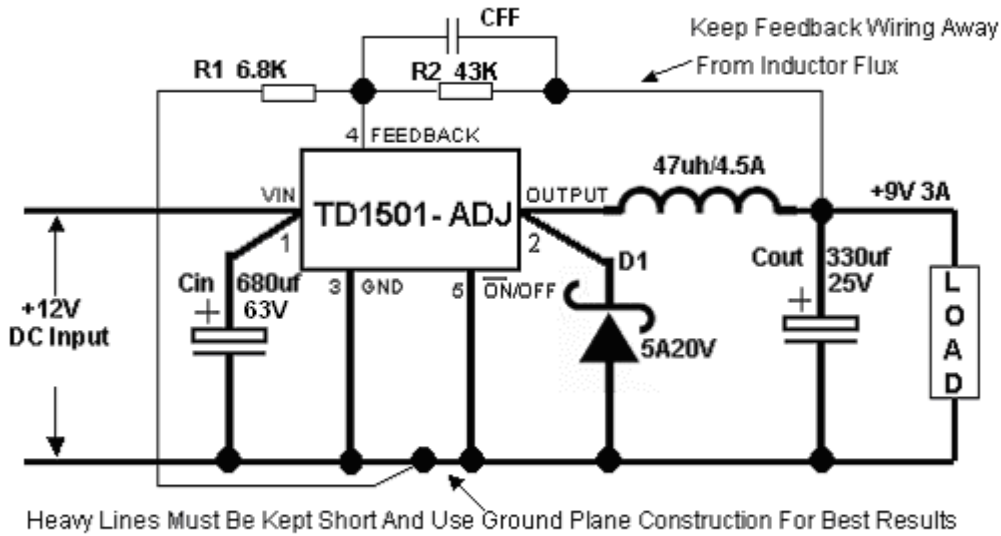 CFF
Keep Feedback Wiring Away
From Inductor Flux
R1 6.8K
R2 43K
4 FEEDBACK
47uh/4.5A
VIN
TD1501- ADJ
OUTPUT
+9V 3A
1
2
D1
Cin 680uf
63V
3 GND
5 ON/OFF
Cout 330uf
25V
+
+
+12V
DC Input
5A20V
LOAD
Heavy Lines Must Be Kept Short And Use Ground Plane Construction For Best Results